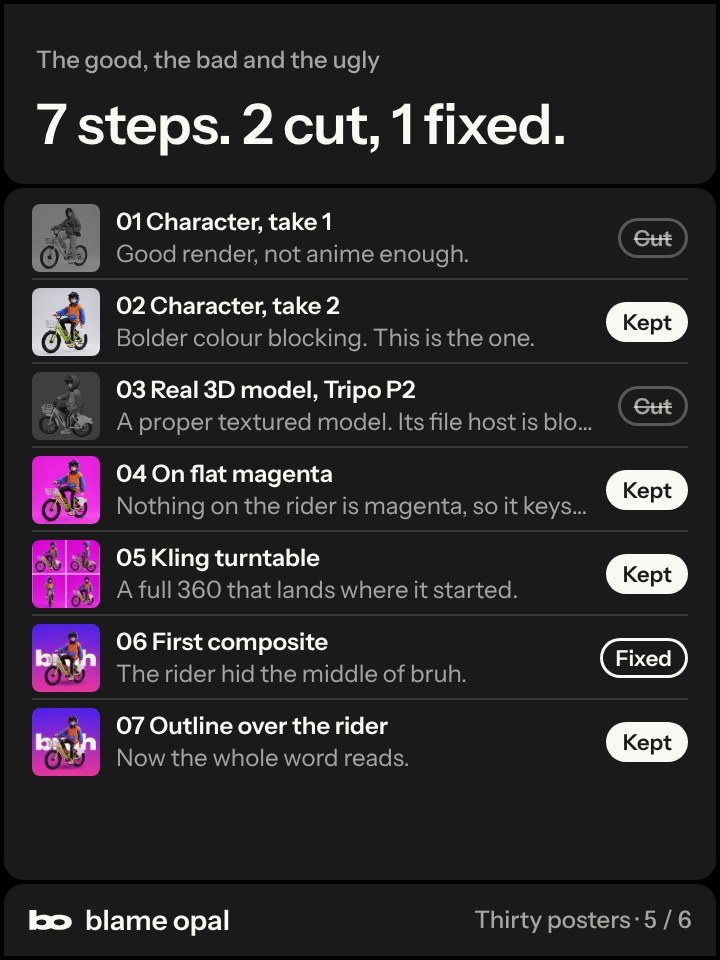 The good, the bad and the ugly
7 steps. 2 cut, 1 fixed.
01 Character, take 1
Good render, not anime enough.
Cut
02 Character, take 2
Bolder colour blocking. This is the one.
Kept
03 Real 3D model, Tripo P2
A proper textured model. Its file host is blo...
Cut
04 On flat magenta
Nothing on the rider is magenta, so it keys...
Kept
05 Kling turntable
A full 360 that lands where it started.
Kept
06 First composite
The rider hid the middle of bruh.
Fixed
07 Outline over the rider
Now the whole word reads.
Kept
bo blame opal
Thirty posters · 5 / 6